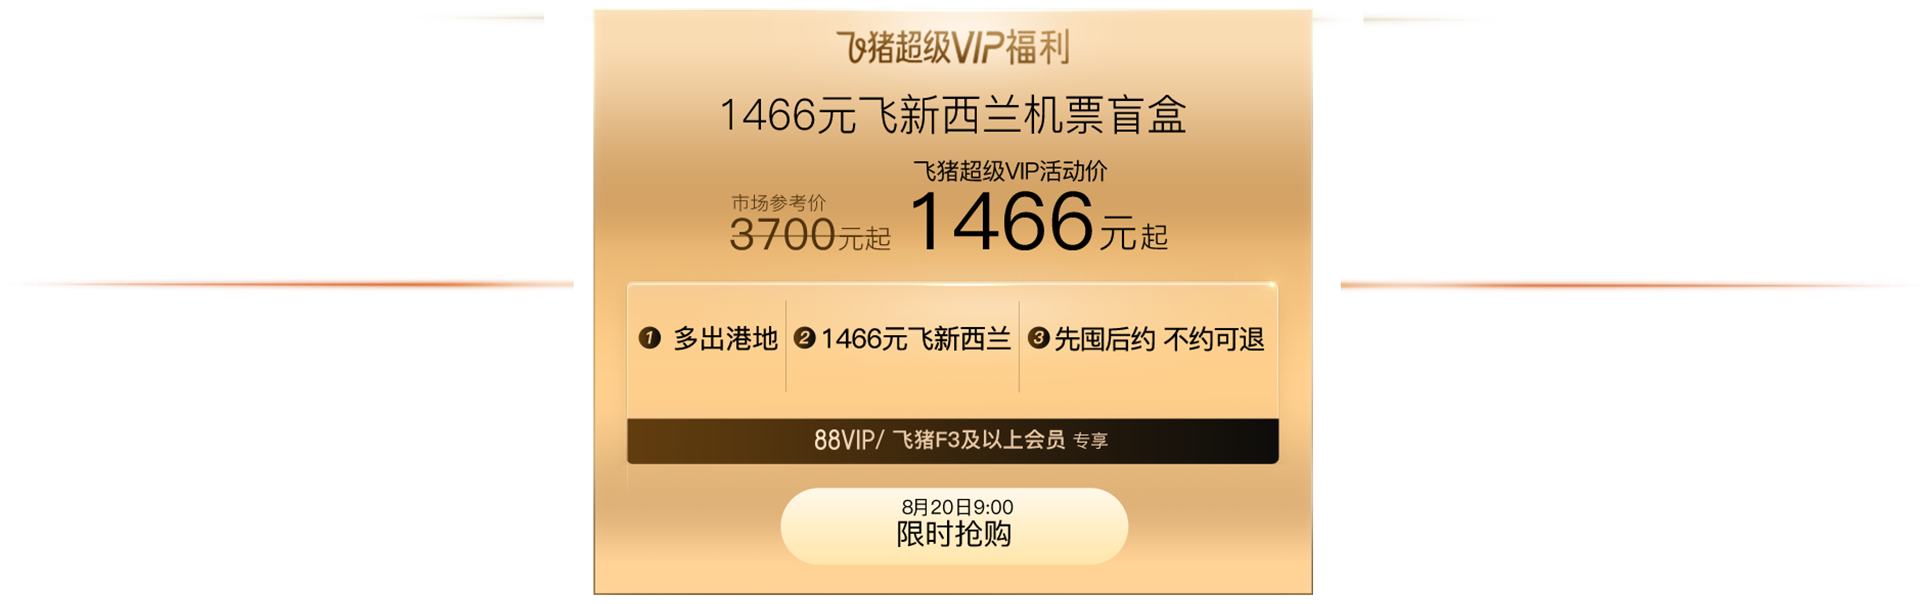 飞猪超级VIP福利
1466元飞新西兰机票盲盒
飞猪超级VIP活动价
市场参考价
3700元起
1466元起
1 多出港地
2 1466元飞新西兰
3 先囤后约 不约可退
88VIP/ 飞猪F3及以上会员 专享
8月20日9:00
限时抢购